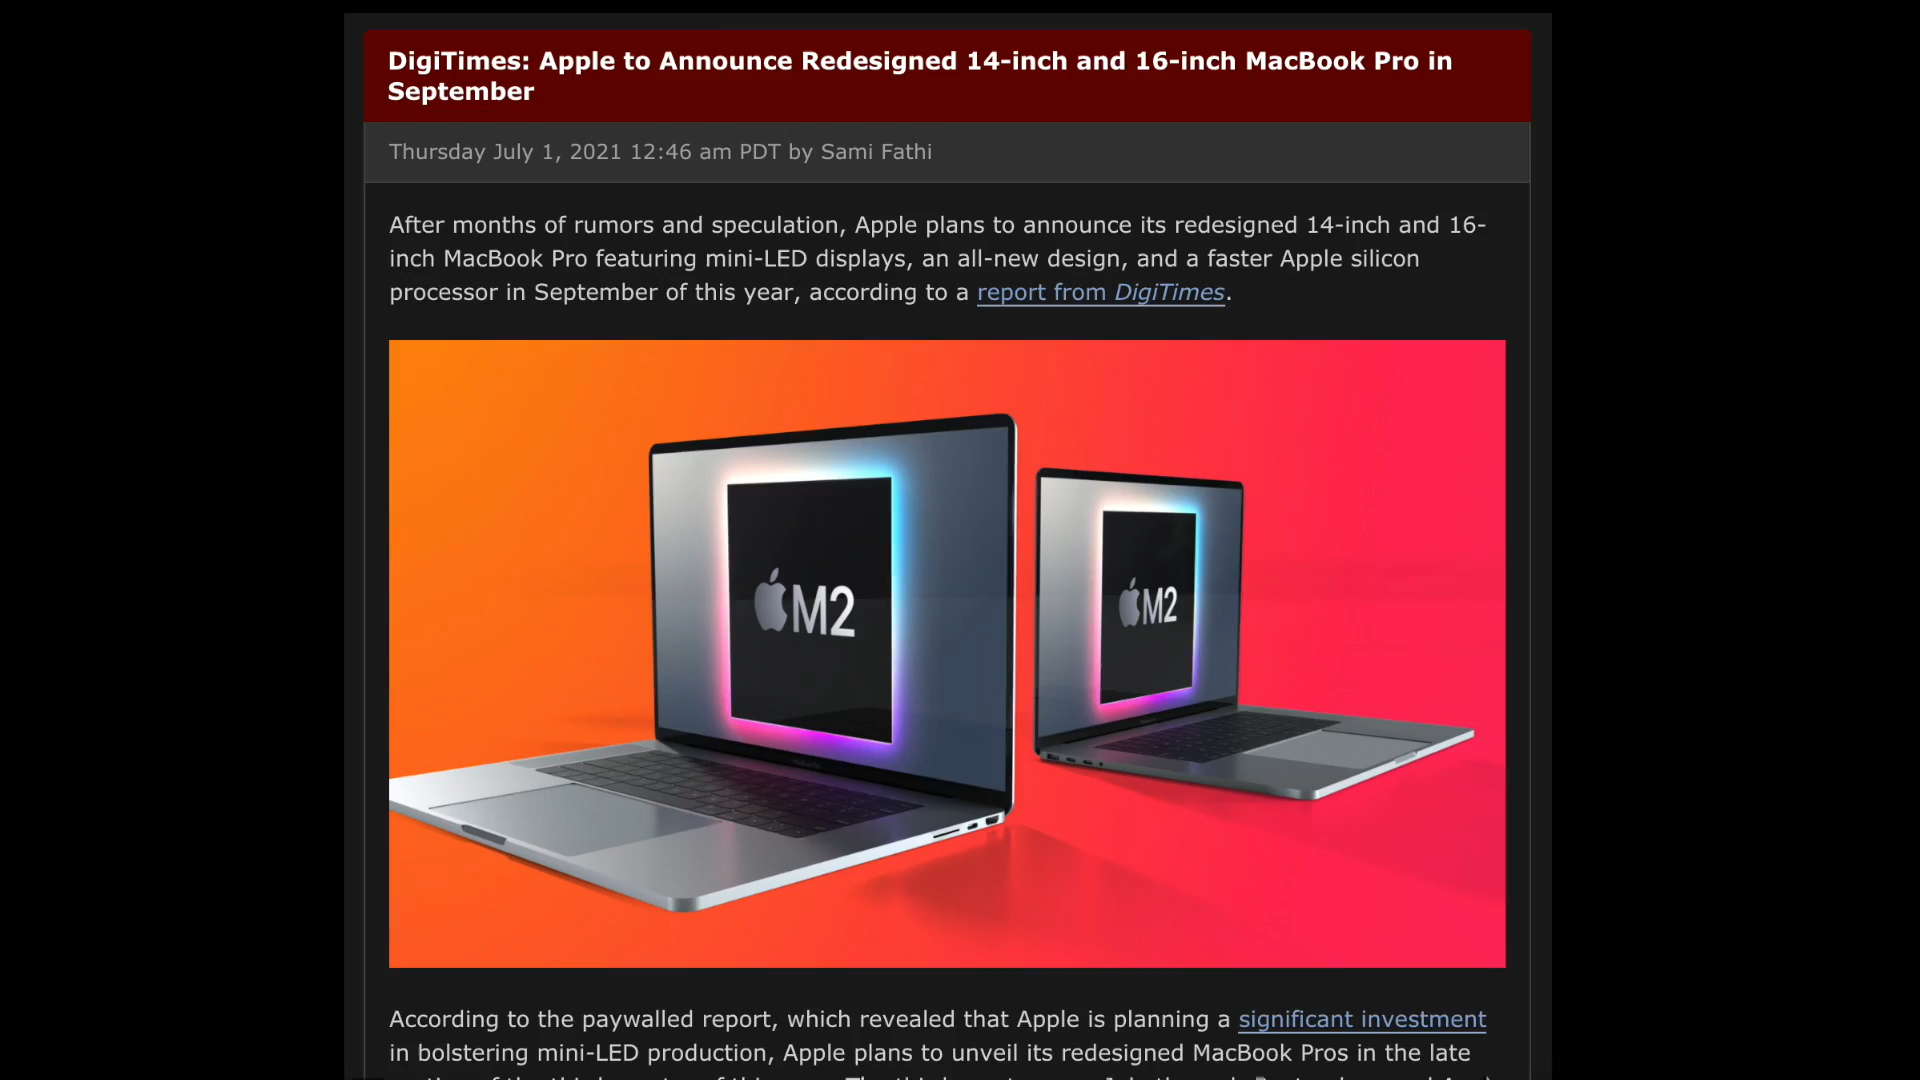 DigiTimes: Apple to Announce Redesigned 14-inch and 16-inch MacBook Pro in
September
Thursday July 1, 2021 12:46 am PDT by Sami Fathi
After months of rumors and speculation, Apple plans to announce its redesigned 14-inch and 16-
inch MacBook Pro featuring mini-LED displays, an all-new design, and a faster Apple silicon
processor in September of this year, according to a report from DigiTimes.
M2
M2
According to the paywalled report, which revealed that Apple is planning a significant investment
in bolstering mini-LED production, Apple plans to unveil its redesigned MacBook Pros in the late